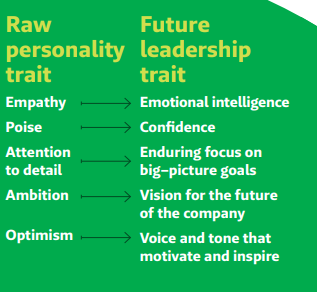 Raw
personality
trait
Future
leadership
trait
Empathy
Emotional intelligence
Poise
Confidence
Attention
to detail
Enduring focus on
big–picture goals
Ambition
Vision for the future
of the company
Optimism
Voice and tone that
motivate and inspire